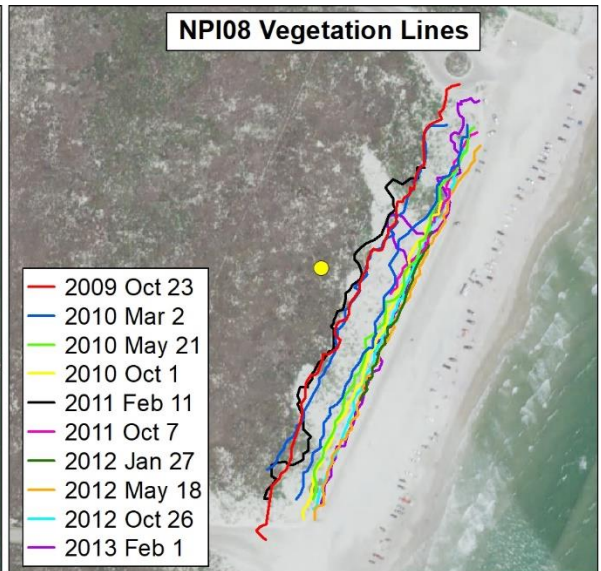 NPI08 Vegetation Lines
2009 Oct 23
2010 Mar 2
2010 May 21
2010 Oct 1
2011 Feb 11
2011 Oct 7
2012 Jan 27
2012 May 18
2012 Oct 26
2013 Feb 1